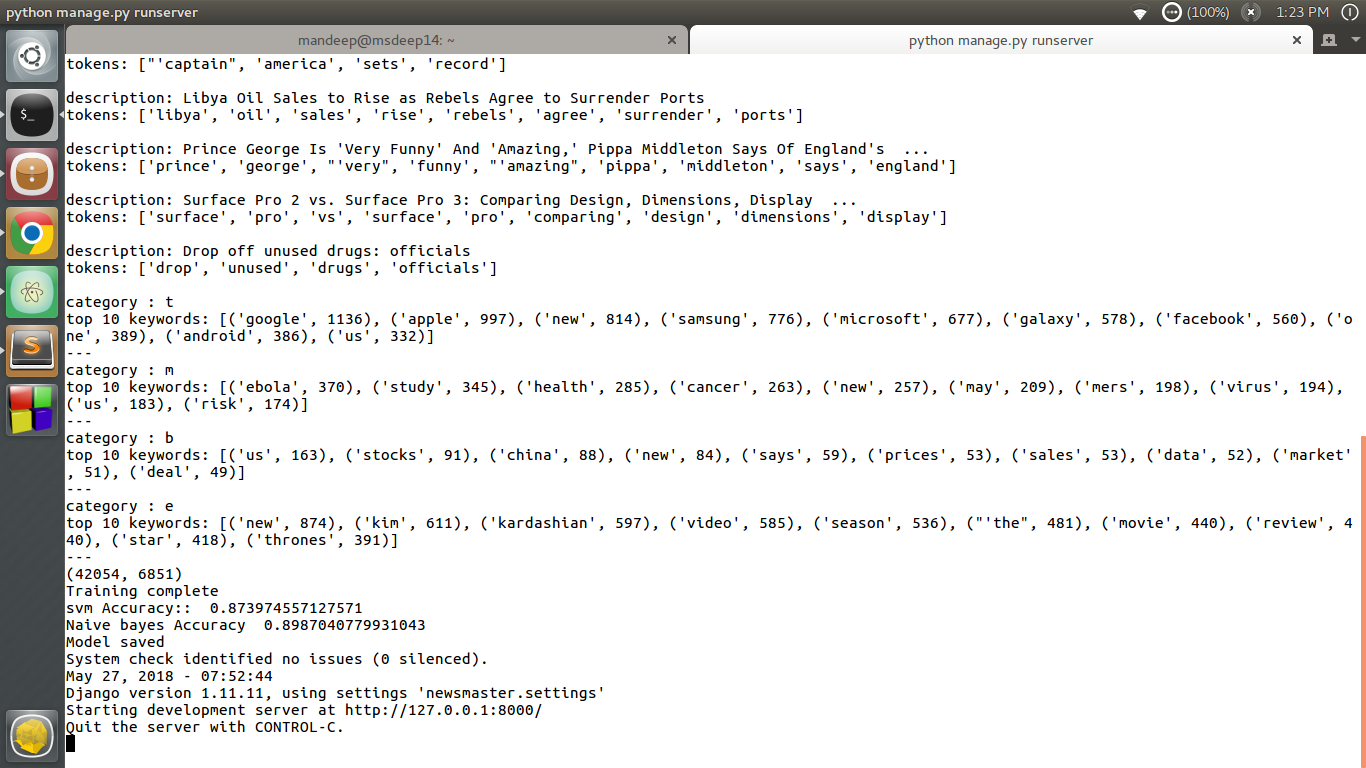 python manage.py runserver
(100%)
1:23 PM
mandeep@msdeep14: ~
python manage.py runserver
tokens: ["'captain", 'america', 'sets', 'record']
description: Libya Oil Sales to Rise as Rebels Agree to Surrender Ports
tokens: ['libya', 'oil', 'sales', 'rise', 'rebels', 'agree', 'surrender', 'ports']
description: Prince George Is 'Very Funny' And 'Amazing,' Pippa Middleton Says Of England's  ...
tokens: ['prince', 'george', "'very", 'funny', "'amazing", 'pippa', 'middleton', 'says', 'england']
description: Surface Pro 2 vs. Surface Pro 3: Comparing Design, Dimensions, Display  ...
tokens: ['surface', 'pro', 'vs', 'surface', 'pro', 'comparing', 'design', 'dimensions', 'display']
description: Drop off unused drugs: officials
tokens: ['drop', 'unused', 'drugs', 'officials']
category : t
top 10 keywords: [('google', 1136), ('apple', 997), ('new', 814), ('samsung', 776), ('microsoft', 677), ('galaxy', 578), ('facebook', 560), ('o
ne', 389), ('android', 386), ('us', 332)]
---
category : m
top 10 keywords: [('ebola', 370), ('study', 345), ('health', 285), ('cancer', 263), ('new', 257), ('may', 209), ('mers', 198), ('virus', 194),
('us', 183), ('risk', 174)]
---
category : b
top 10 keywords: [('us', 163), ('stocks', 91), ('china', 88), ('new', 84), ('says', 59), ('prices', 53), ('sales', 53), ('data', 52), ('market'
, 51), ('deal', 49)]
---
category : e
top 10 keywords: [('new', 874), ('kim', 611), ('kardashian', 597), ('video', 585), ('season', 536), ("'the", 481), ('movie', 440), ('review', 4
40), ('star', 418), ('thrones', 391)]
---
(42054, 6851)
Training complete
svm Accuracy::  0.873974557127571
Naive bayes Accuracy  0.8987040779931043
Model saved
System check identified no issues (0 silenced).
May 27, 2018 - 07:52:44
Django version 1.11.11, using settings 'newsmaster.settings'
Starting development server at http://127.0.0.1:8000/
Quit the server with CONTROL-C.